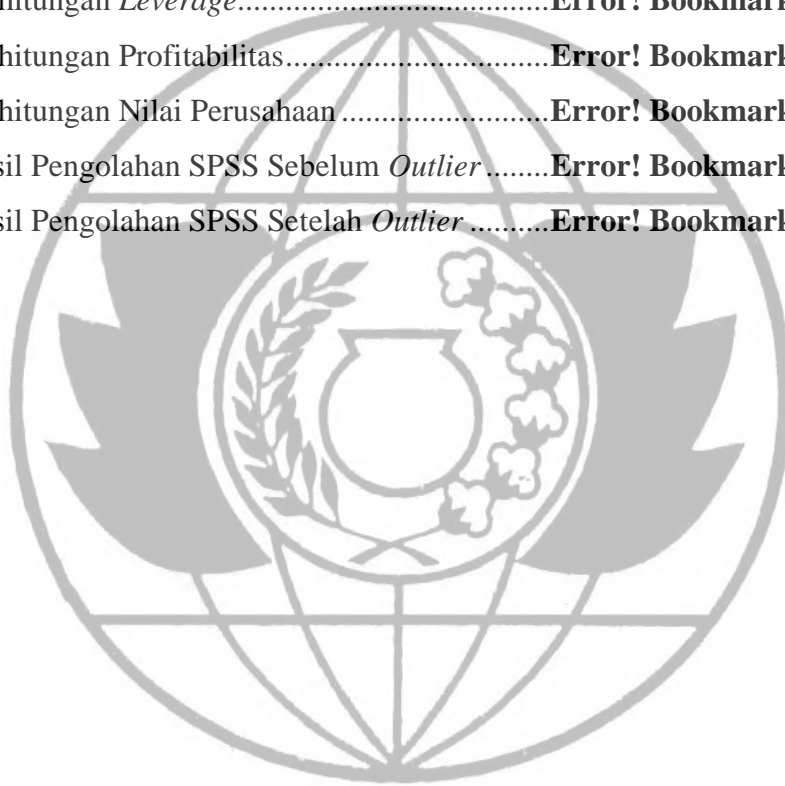 hitungan Leverage........................................Error! Bookmark
hitungan Profitabilitas.................................Error! Bookmark
hitungan Nilai Perusahaan..........................Error! Bookmark
sil Pengolahan SPSS Sebelum Outlier........Error! Bookmark
sil Pengolahan SPSS Setelah Outlier..........Error! Bookmark